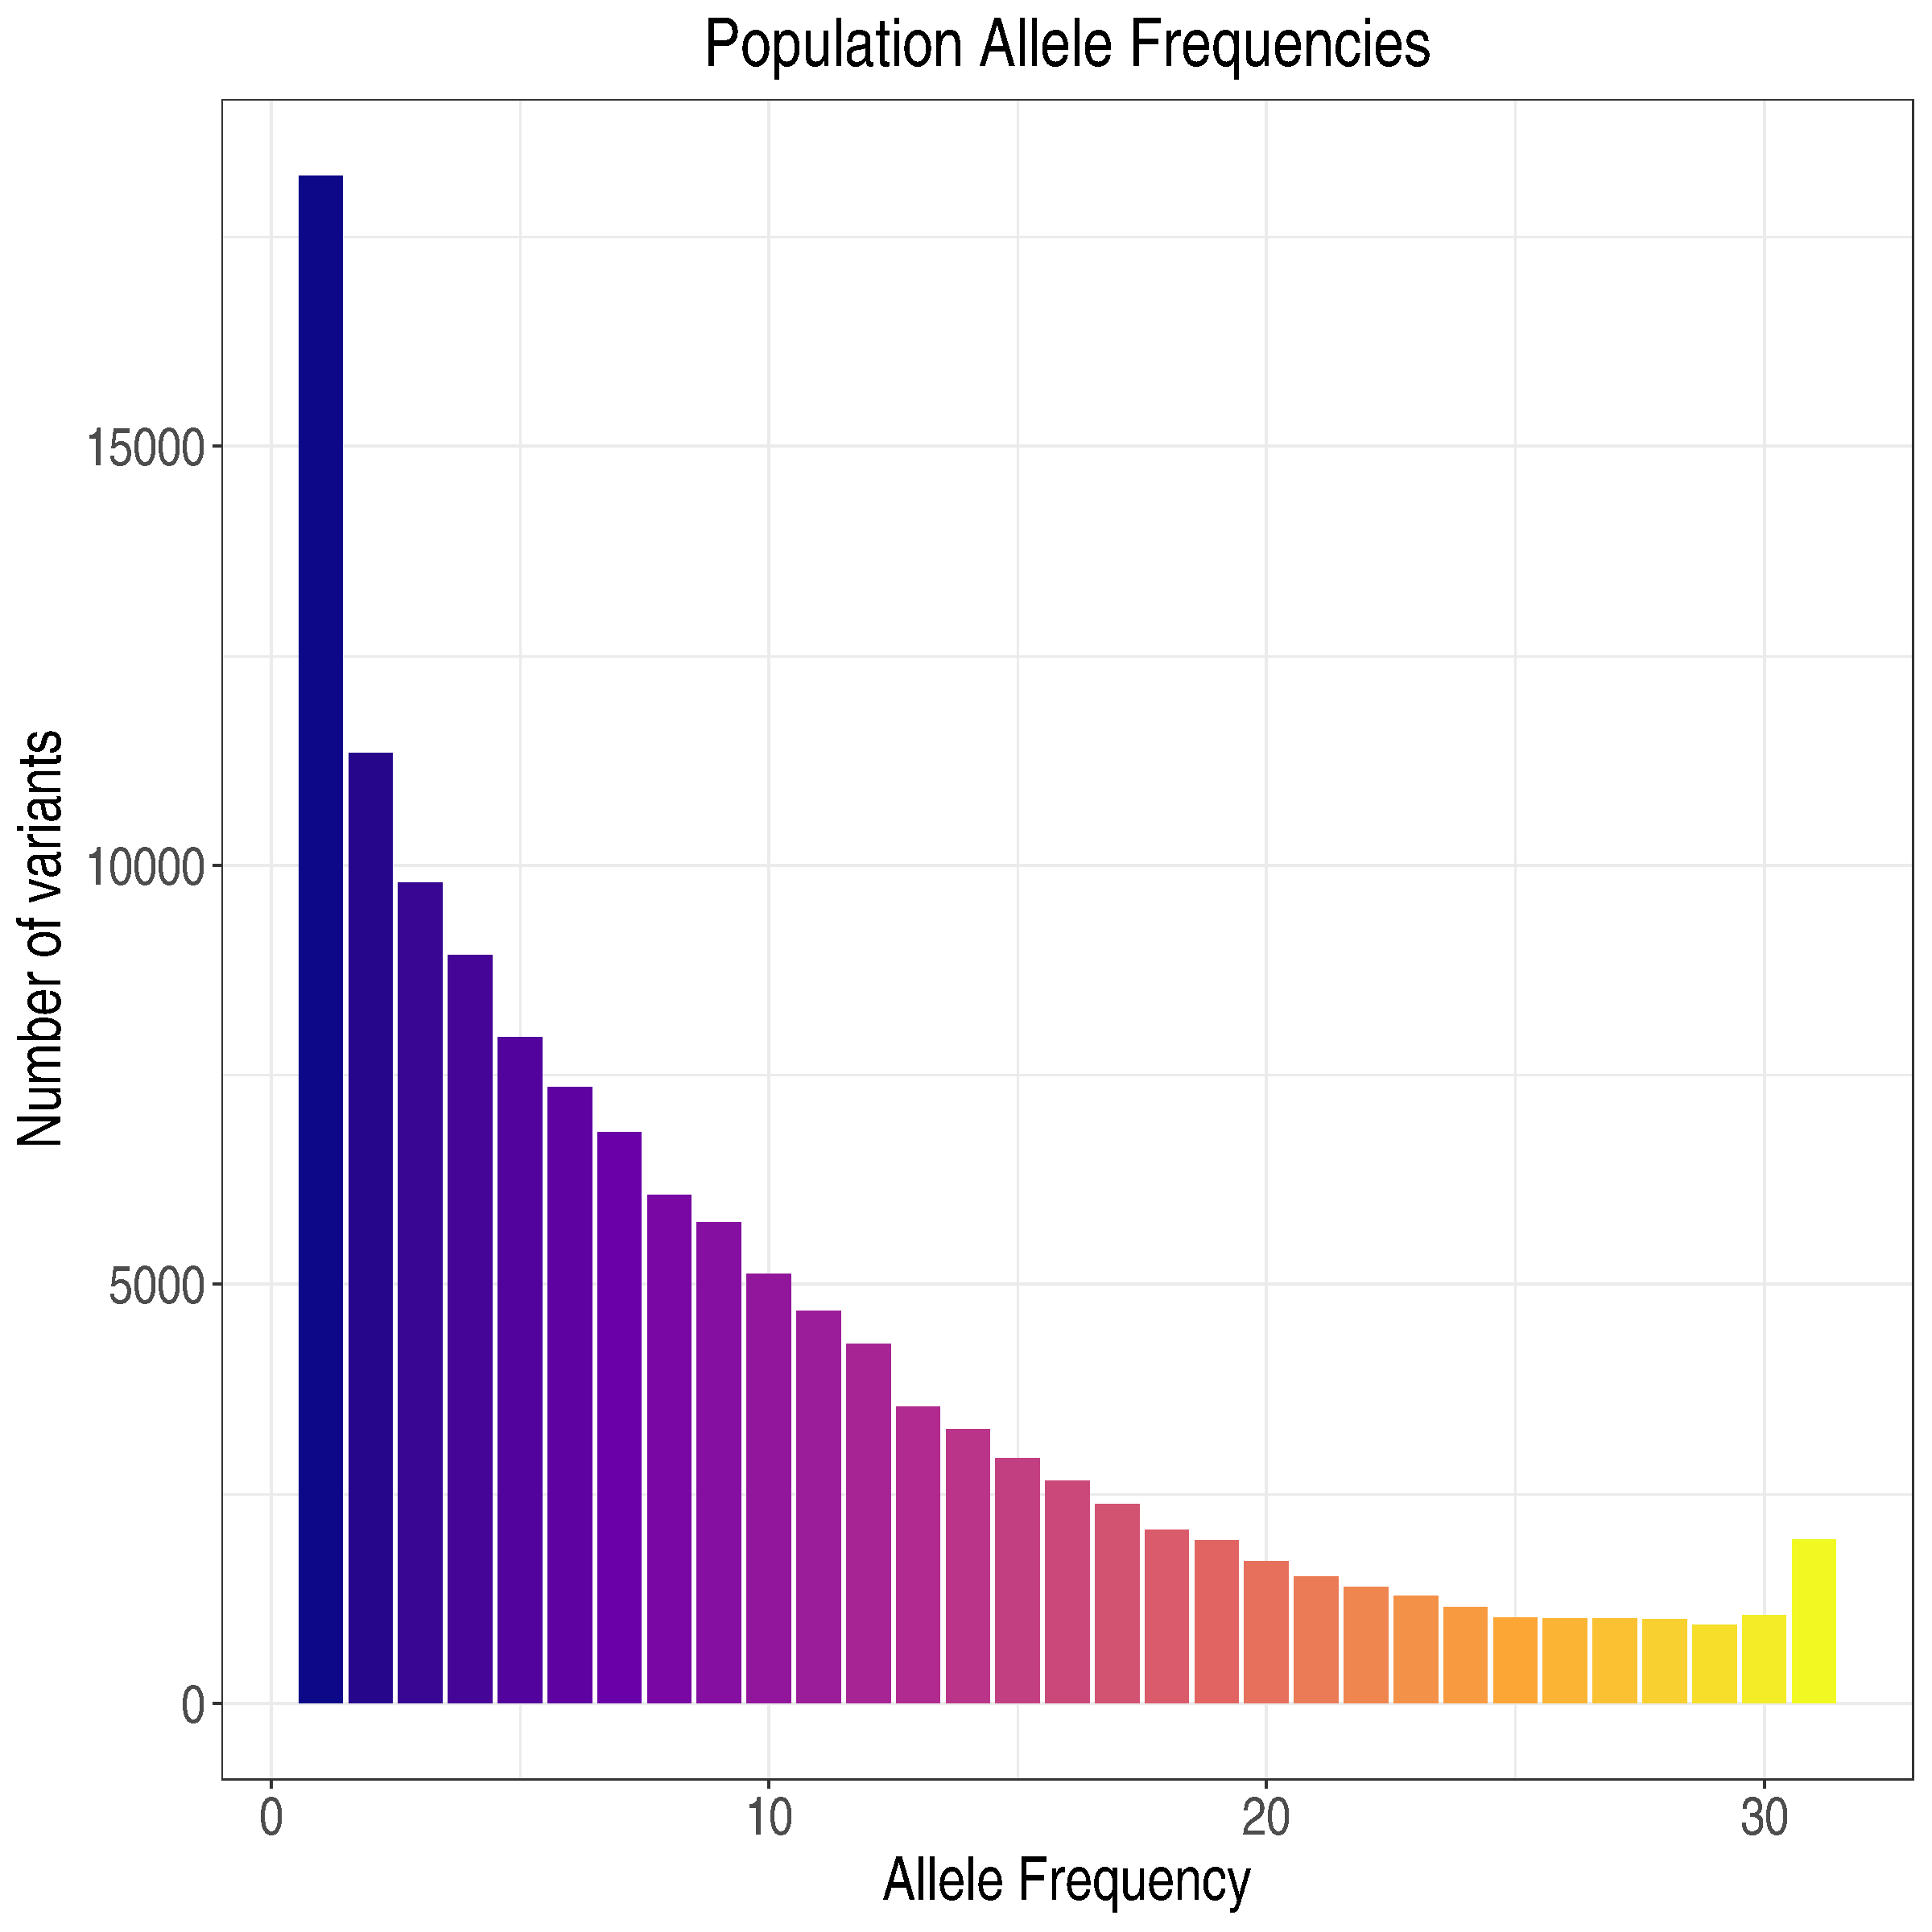 Population Allele Frequencies
Number of variants
15000
10000
5000
0
0 10 20 30
Allele Frequency